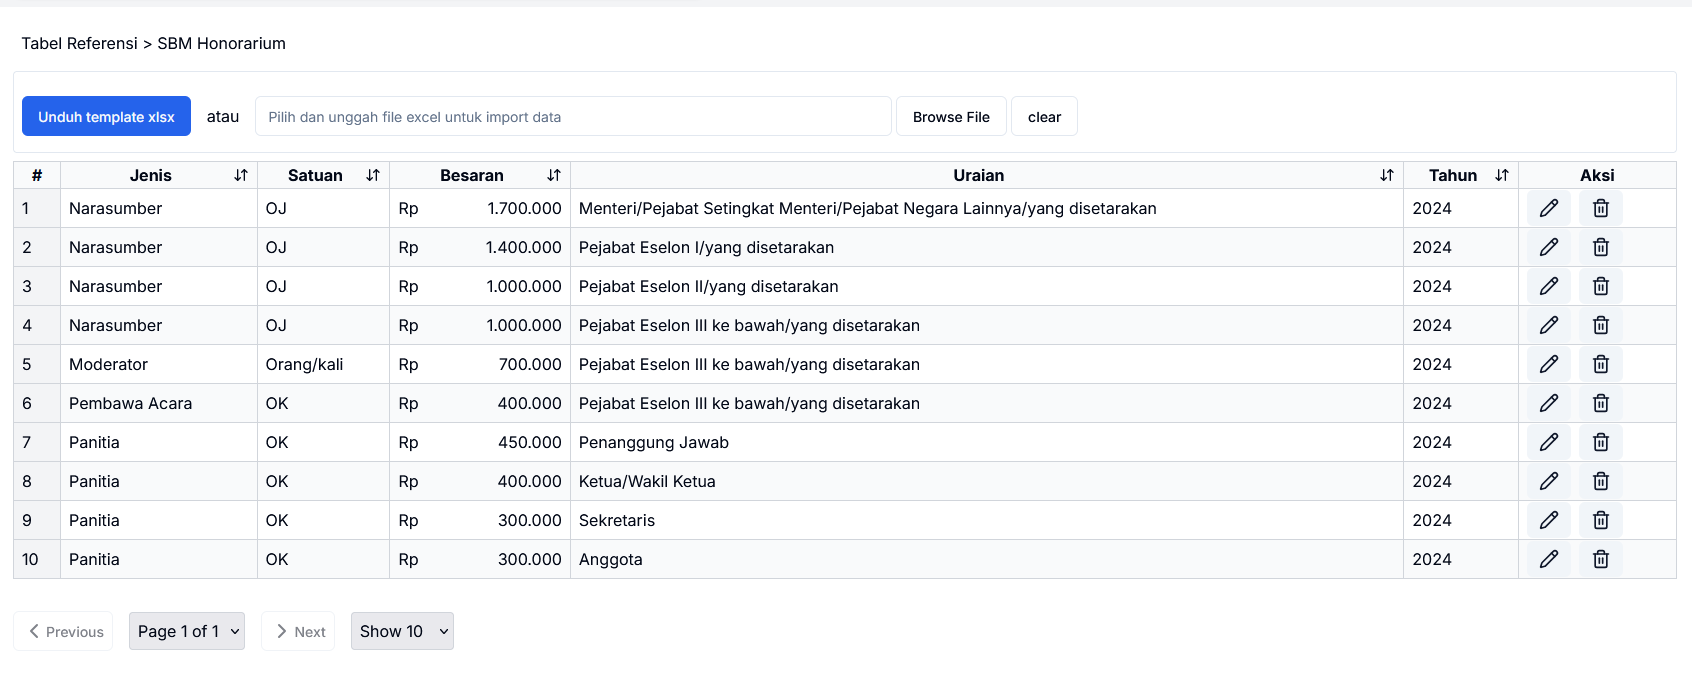 Tabel Referensi > SBM Honorarium
Unduh template xlsx atau Pilih dan unggah file excel untuk import data Browse File clear
# Jenis Satuan Besaran Uraian Tahun Aksi
1 Narasumber OJ Rp 1.700.000 Menteri/Pejabat Setingkat Menteri/Pejabat Negara Lainnya/yang disetarakan 2024
2 Narasumber OJ Rp 1.400.000 Pejabat Eselon I/yang disetarakan 2024
3 Narasumber OJ Rp 1.000.000 Pejabat Eselon II/yang disetarakan 2024
4 Narasumber OJ Rp 1.000.000 Pejabat Eselon III ke bawah/yang disetarakan 2024
5 Moderator Orang/kali Rp 700.000 Pejabat Eselon III ke bawah/yang disetarakan 2024
6 Pembawa Acara OK Rp 400.000 Pejabat Eselon III ke bawah/yang disetarakan 2024
7 Panitia OK Rp 450.000 Penanggung Jawab 2024
8 Panitia OK Rp 400.000 Ketua/Wakil Ketua 2024
9 Panitia OK Rp 300.000 Sekretaris 2024
10 Panitia OK Rp 300.000 Anggota 2024
Previous Page 1 of 1 Next Show 10